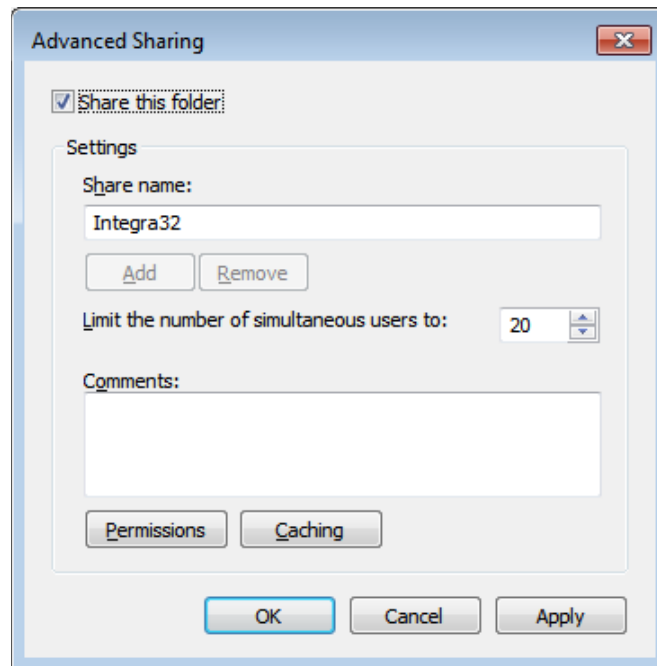 Advanced Sharing
Share this folder
Settings
Share name:
Integra32
Add Remove
Limit the number of simultaneous users to: 20
Comments:
Permissions Caching
OK Cancel Apply